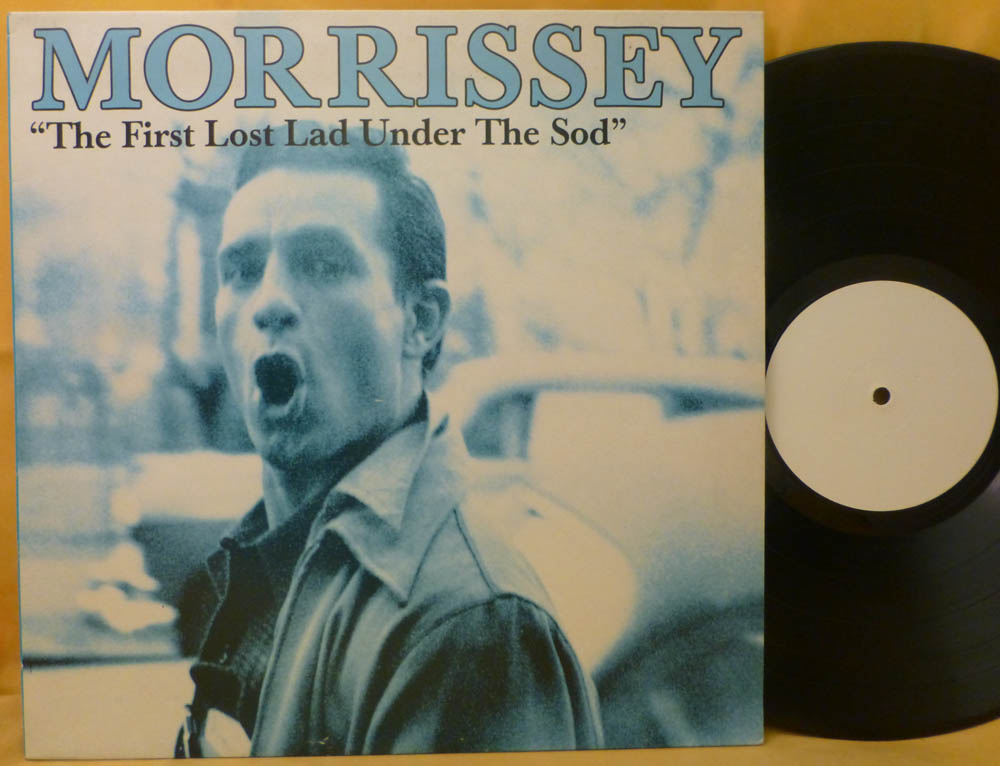 MORRISSEY
“The First Lost Lad Under The Sod”